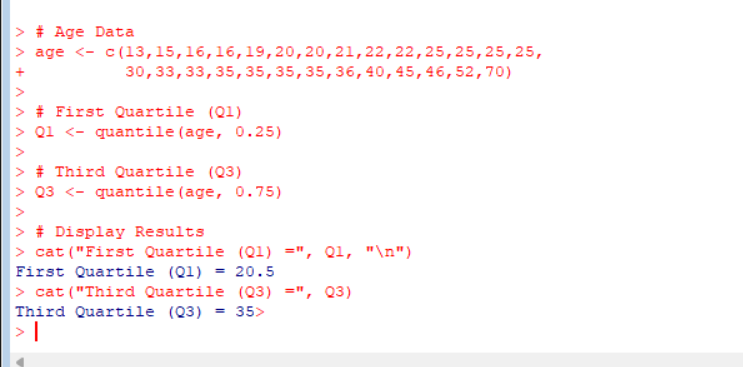 > # Age Data
> age <- c(13,15,16,16,19,20,20,21,22,22,25,25,25,25,
+          30,33,33,35,35,35,35,36,40,45,46,52,70)
>
> # First Quartile (Q1)
> Q1 <- quantile(age, 0.25)
>
> # Third Quartile (Q3)
> Q3 <- quantile(age, 0.75)
>
> # Display Results
> cat("First Quartile (Q1) =", Q1, "\n")
First Quartile (Q1) = 20.5
> cat("Third Quartile (Q3) =", Q3)
Third Quartile (Q3) = 35>
>